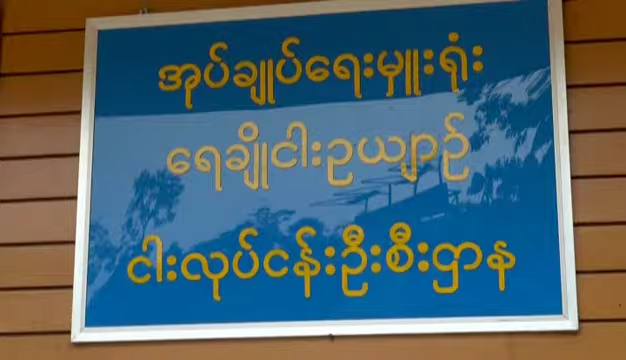 အုပ်ချုပ်ရေးမှူးရုံး
ရေချိုငါးဥယျာဉ်
ငါးလုပ်ငန်းဦးစီးဌာန